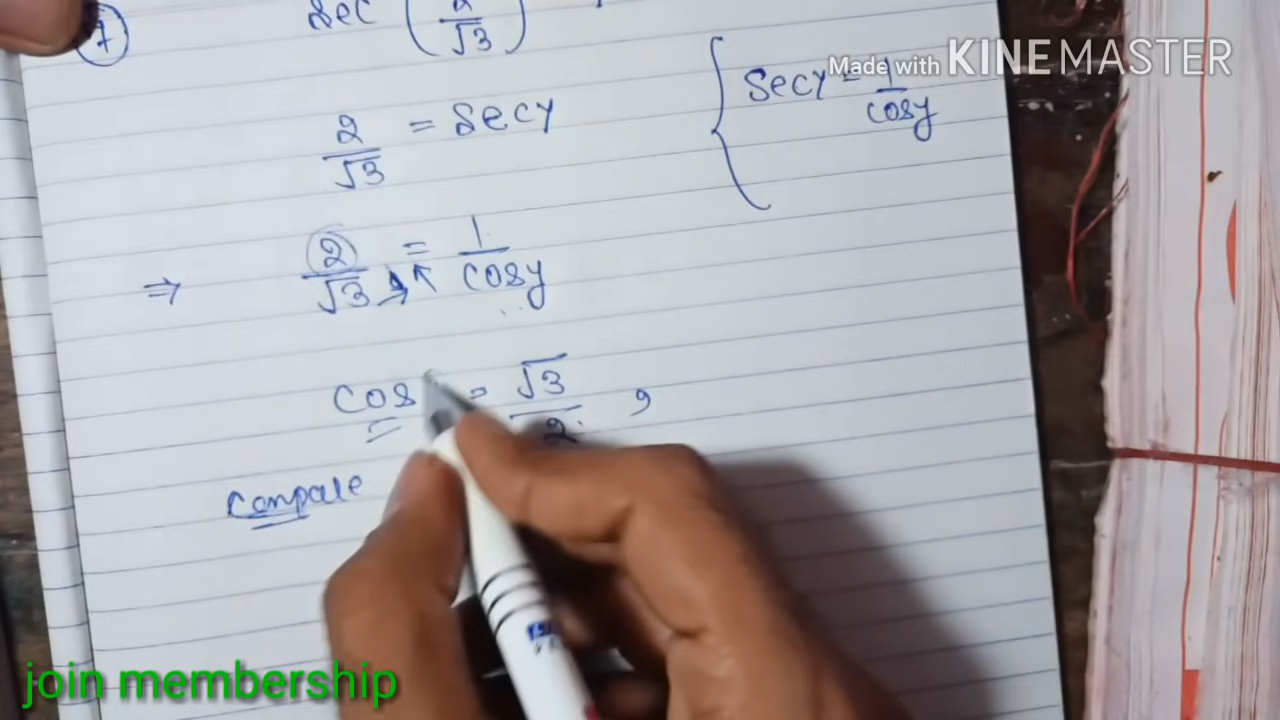 Made with KINEMASTER
7
sec (2/√3)
2/√3 = secy
{ secy = 1/cosy
⇒ 2/√3 = 1/cosy
cos = √3/2 ,
Compare
join membership